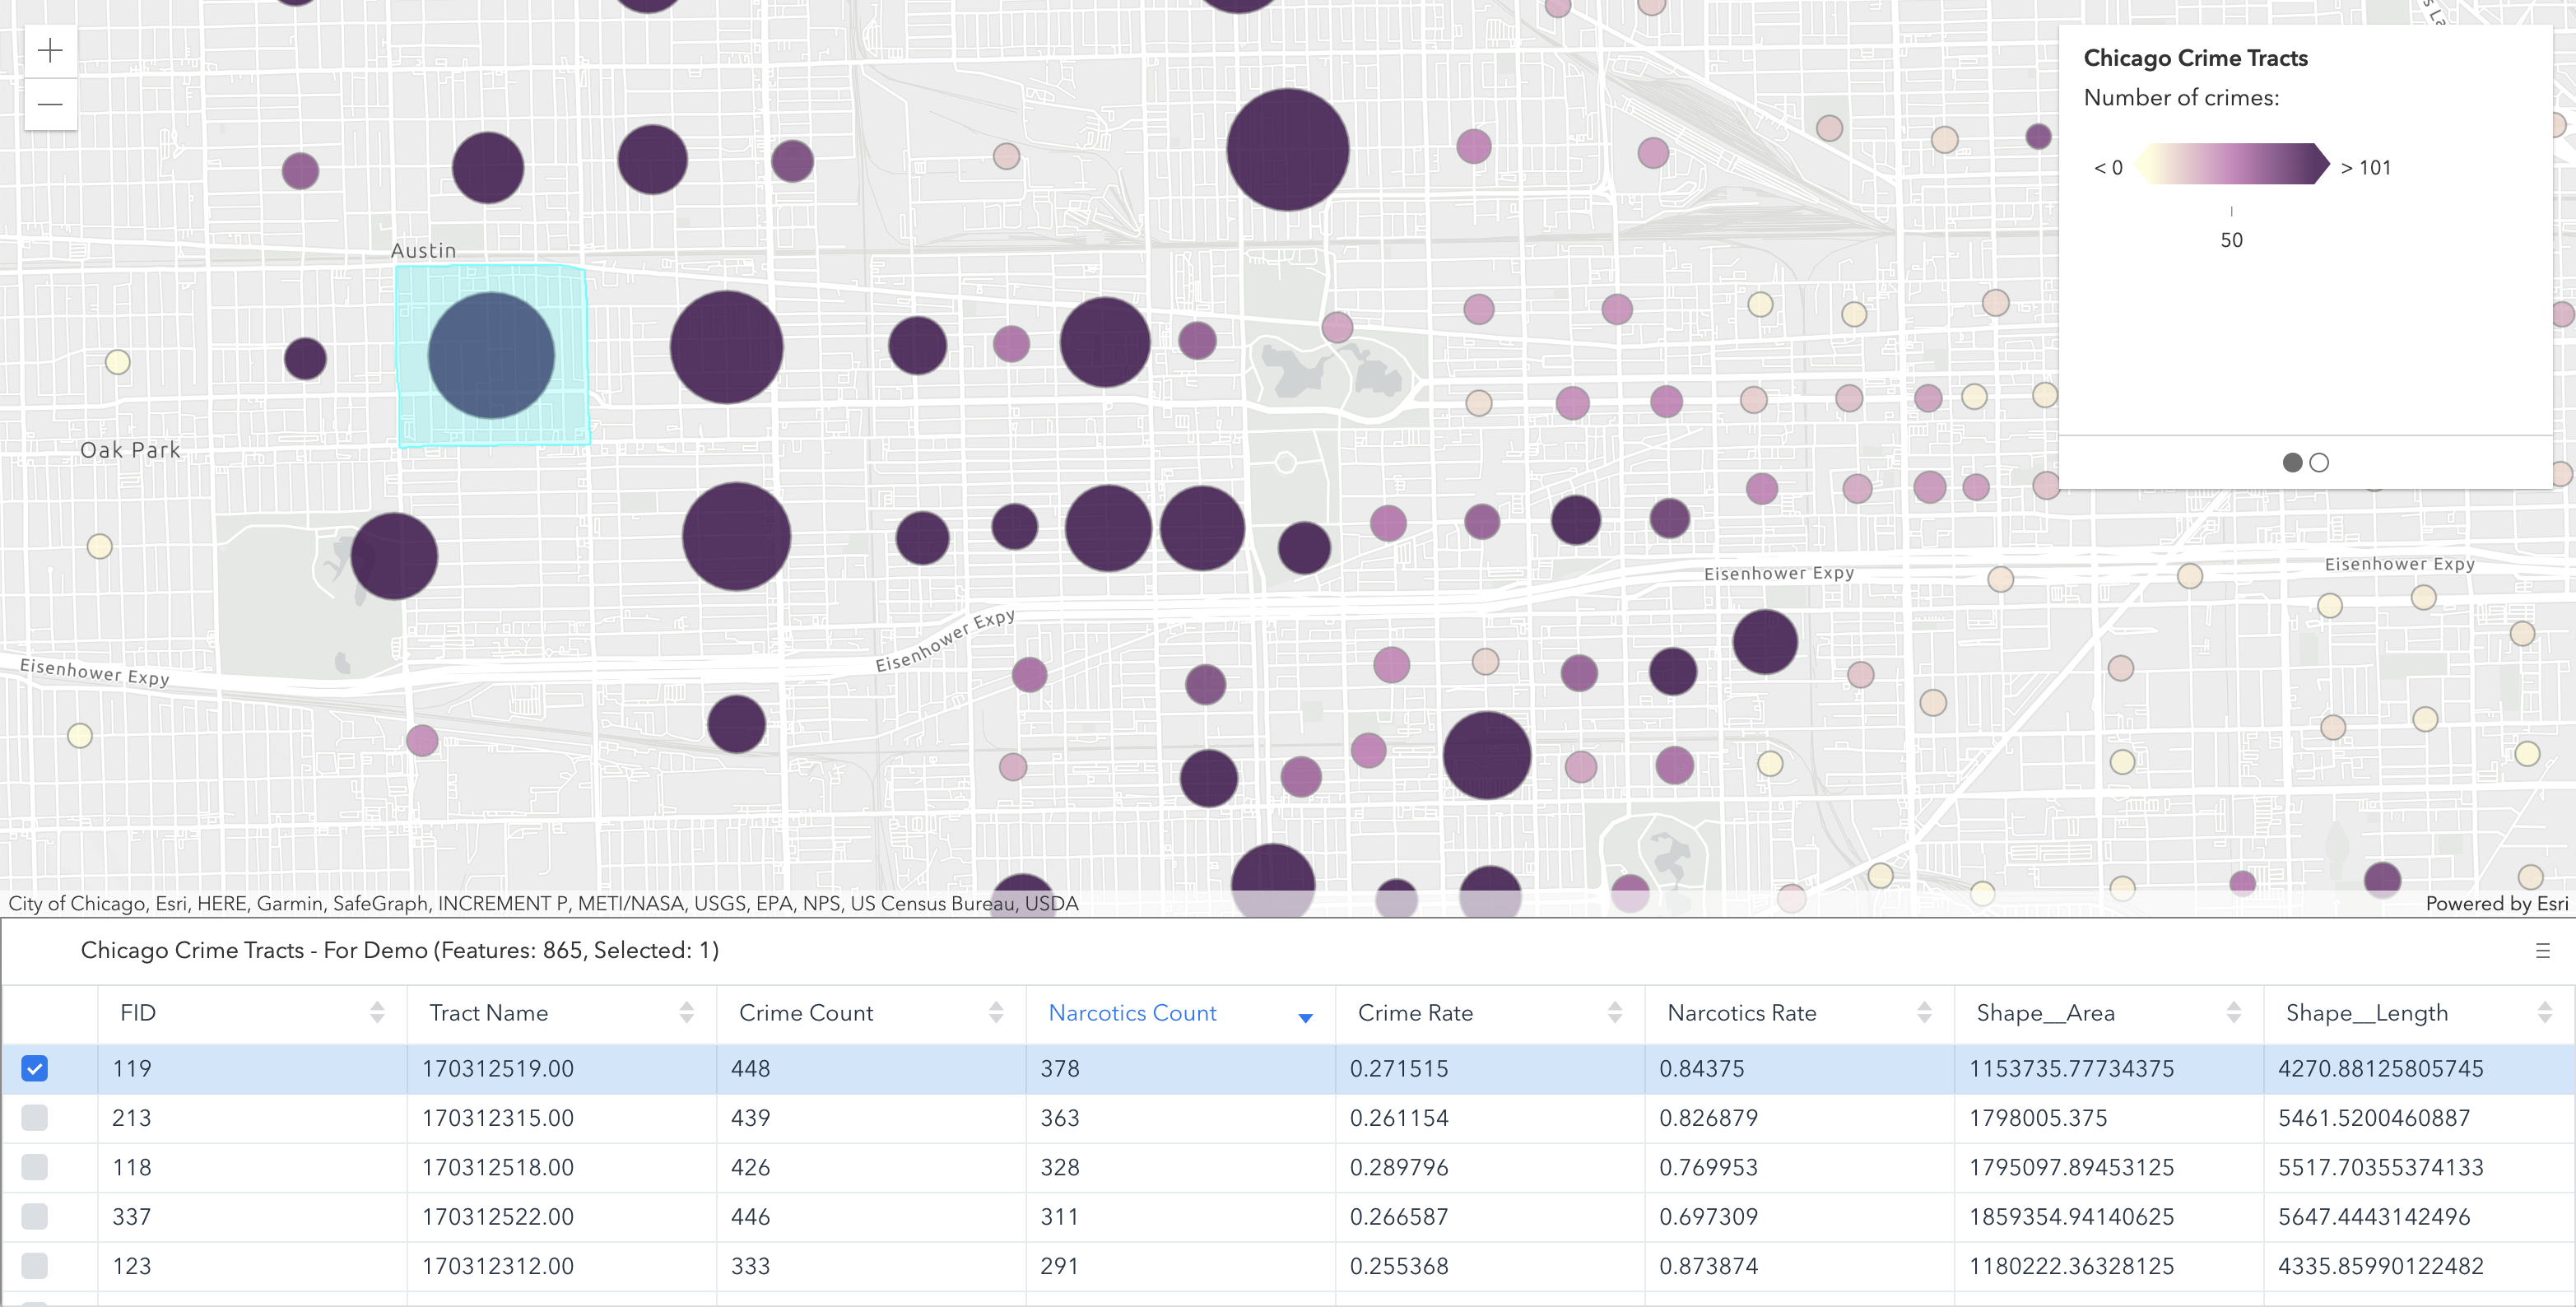 s La
Chicago Crime Tracts
Number of crimes:
< 0
> 101
50
Austin
Oak Park
Eisenhower Expy
Eisenhower Expy
Eisenhower Expy
Eisenhower Expy
City of Chicago, Esri, HERE, Garmin, SafeGraph, INCREMENT P, METI/NASA, USGS, EPA, NPS, US Census Bureau, USDA
Powered by Esri
Chicago Crime Tracts - For Demo (Features: 865, Selected: 1)
FID Tract Name Crime Count Narcotics Count Crime Rate Narcotics Rate Shape__Area Shape__Length
119 170312519.00 448 378 0.271515 0.84375 1153735.77734375 4270.88125805745
213 170312315.00 439 363 0.261154 0.826879 1798005.375 5461.5200460887
118 170312518.00 426 328 0.289796 0.769953 1795097.89453125 5517.70355374133
337 170312522.00 446 311 0.266587 0.697309 1859354.94140625 5647.4443142496
123 170312312.00 333 291 0.255368 0.873874 1180222.36328125 4335.85990122482